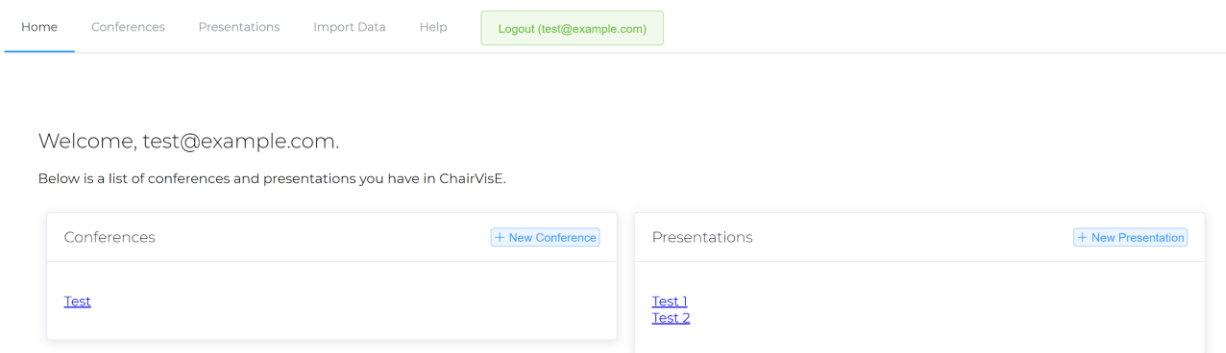 Home Conferences Presentations Import Data Help Logout (test@example.com)
Welcome, test@example.com.
Below is a list of conferences and presentations you have in ChairVisE.
Conferences + New Conference
Test
Presentations + New Presentation
Test 1
Test 2